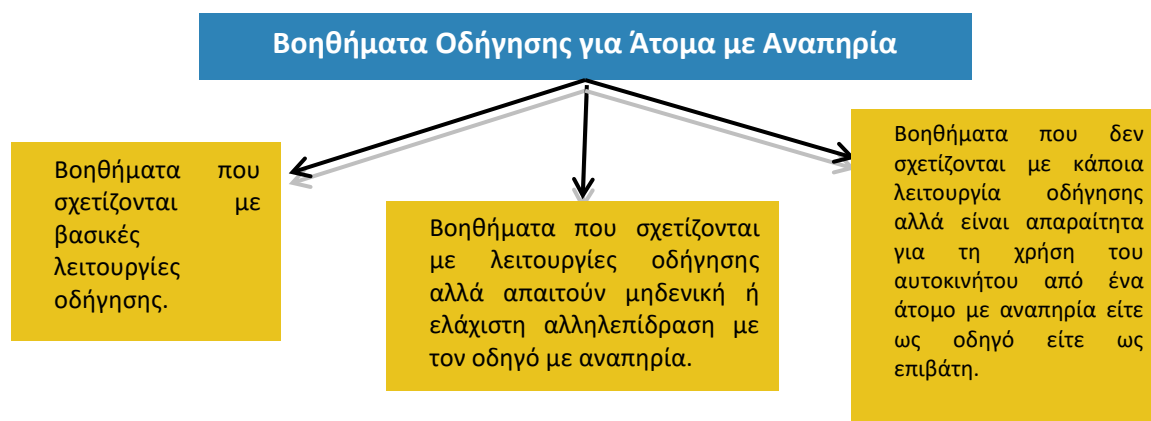 Βοηθήματα Οδήγησης για Άτομα με Αναπηρία
Βοηθήματα που
σχετίζονται με
βασικές
λειτουργίες
οδήγησης.
Βοηθήματα που σχετίζονται
με λειτουργίες οδήγησης
αλλά απαιτούν μηδενική ή
ελάχιστη αλληλεπίδραση με
τον οδηγό με αναπηρία.
Βοηθήματα που δεν
σχετίζονται με κάποια
λειτουργία οδήγησης
αλλά είναι απαραίτητα
για τη χρήση του
αυτοκινήτου από ένα
άτομο με αναπηρία είτε
ως οδηγό είτε ως
επιβάτη.